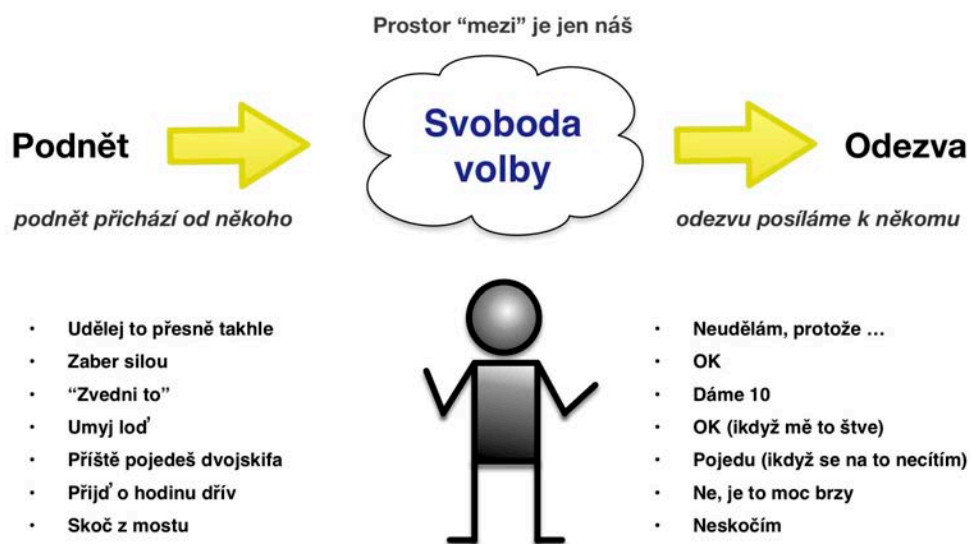 Prostor “mezi” je jen náš
Podnět
Svoboda
volby
Odezva
podnět přichází od někoho
odezvu posíláme k někomu
· Udělej to přesně takhle
· Zaber silou
· “Zvedni to”
· Umyj loď
· Příště pojedeš dvojskifa
· Přijď o hodinu dřív
· Skoč z mostu
· Neudělám, protože ...
· OK
· Dáme 10
· OK (ikdyž mě to štve)
· Pojedu (ikdyž se na to necítím)
· Ne, je to moc brzy
· Neskočím